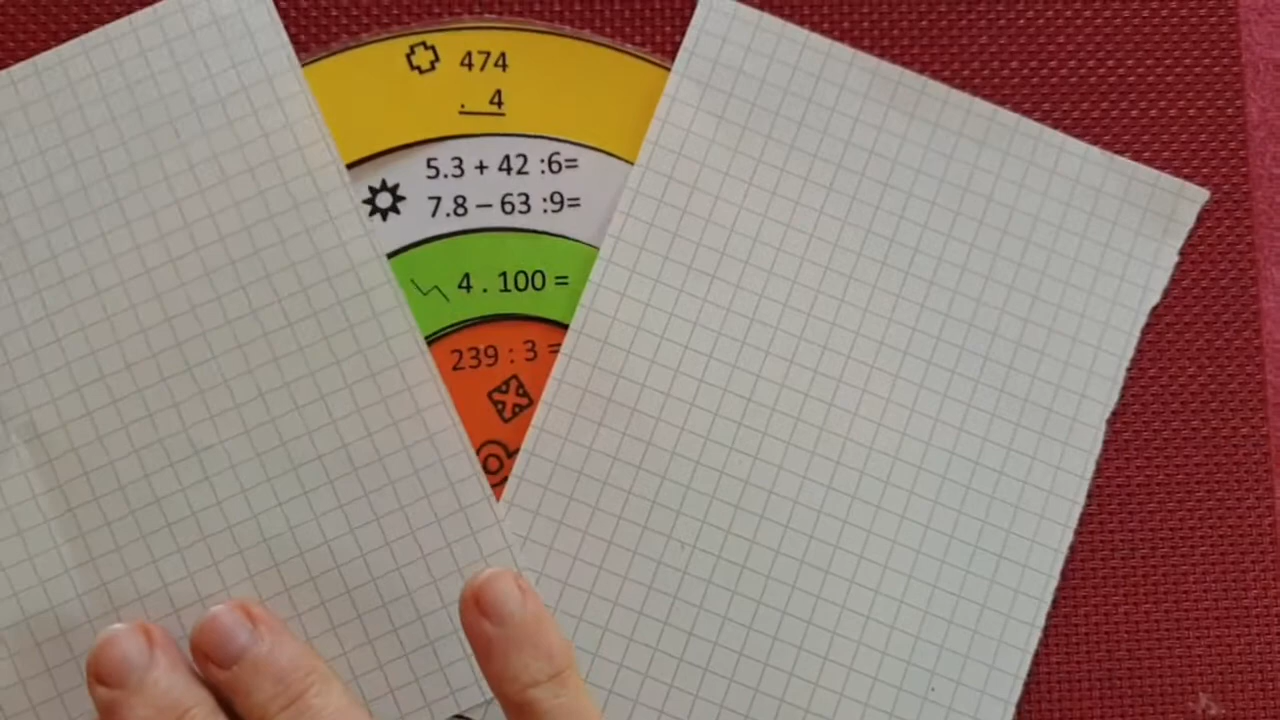 474
. 4
5.3 + 42 :6=
7.8 – 63 :9=
4 . 100 =
239 : 3 =